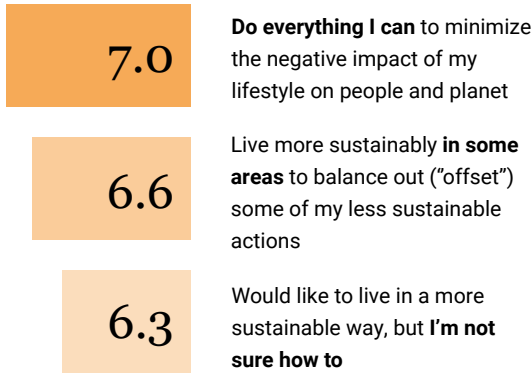 7.0
Do everything I can to minimize
the negative impact of my
lifestyle on people and planet
6.6
Live more sustainably in some
areas to balance out (“offset”)
some of my less sustainable
actions
6.3
Would like to live in a more
sustainable way, but I’m not
sure how to